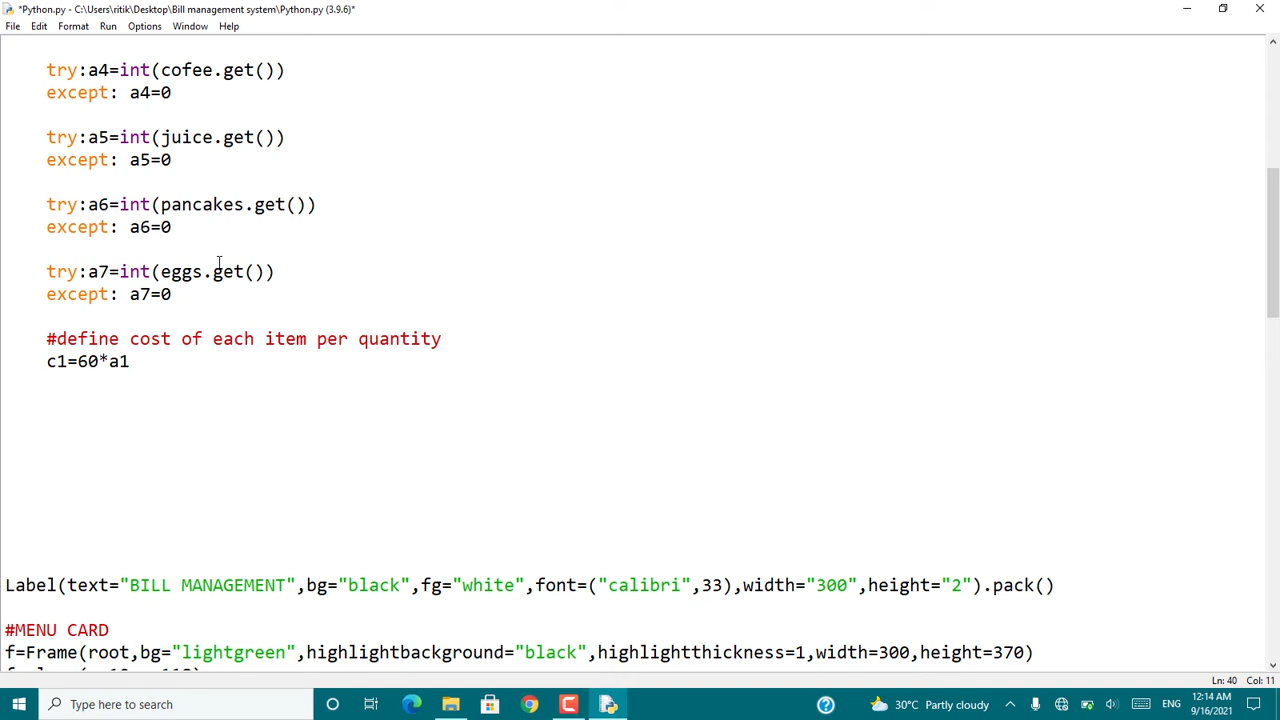 *Python.py - C:\Users\ritik\Desktop\Bill management system\Python.py (3.9.6)*
File Edit Format Run Options Window Help
try:a4=int(cofee.get())
except: a4=0
try:a5=int(juice.get())
except: a5=0
try:a6=int(pancakes.get())
except: a6=0
try:a7=int(eggs.get())
except: a7=0
#define cost of each item per quantity
c1=60*a1
Label(text="BILL MANAGEMENT",bg="black",fg="white",font=("calibri",33),width="300",height="2").pack()
#MENU CARD
f=Frame(root,bg="lightgreen",highlightbackground="black",highlightthickness=1,width=300,height=370)
Ln: 40 Col: 11
Type here to search
30°C Partly cloudy
ENG
12:14 AM
9/16/2021